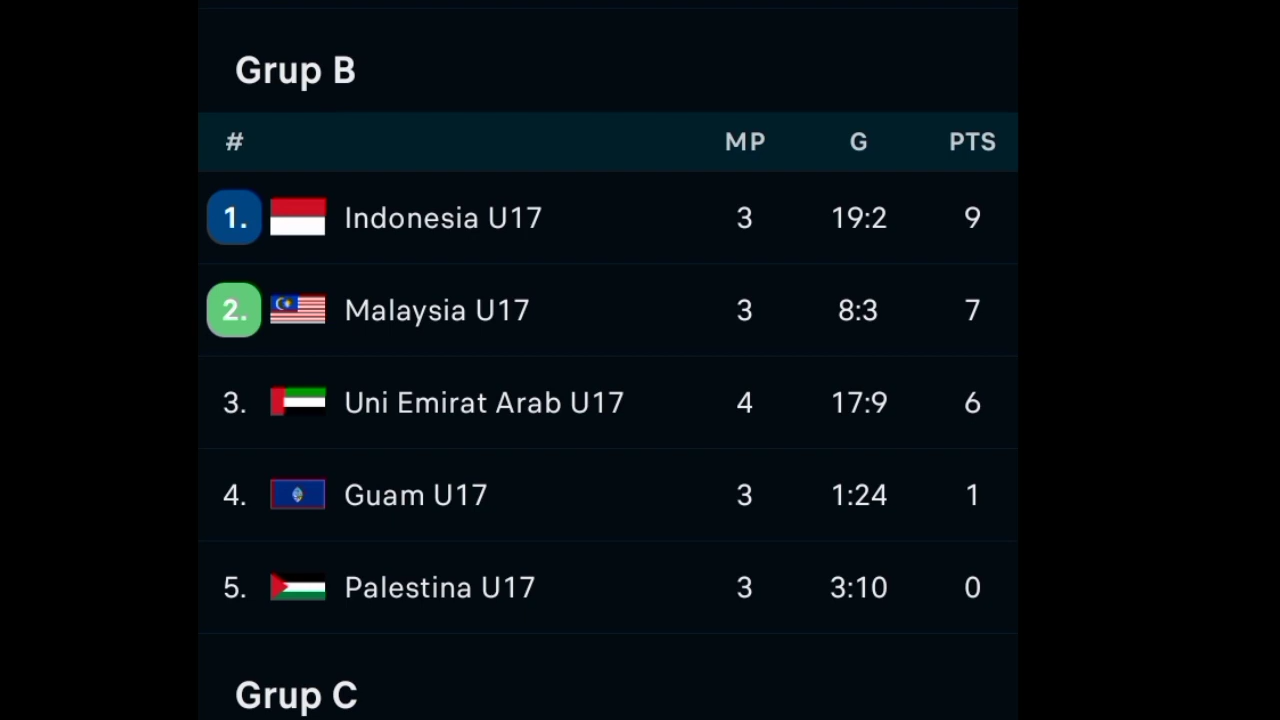 Grup B
# MP G PTS
1. Indonesia U17 3 19:2 9
2. Malaysia U17 3 8:3 7
3. Uni Emirat Arab U17 4 17:9 6
4. Guam U17 3 1:24 1
5. Palestina U17 3 3:10 0
Grup C